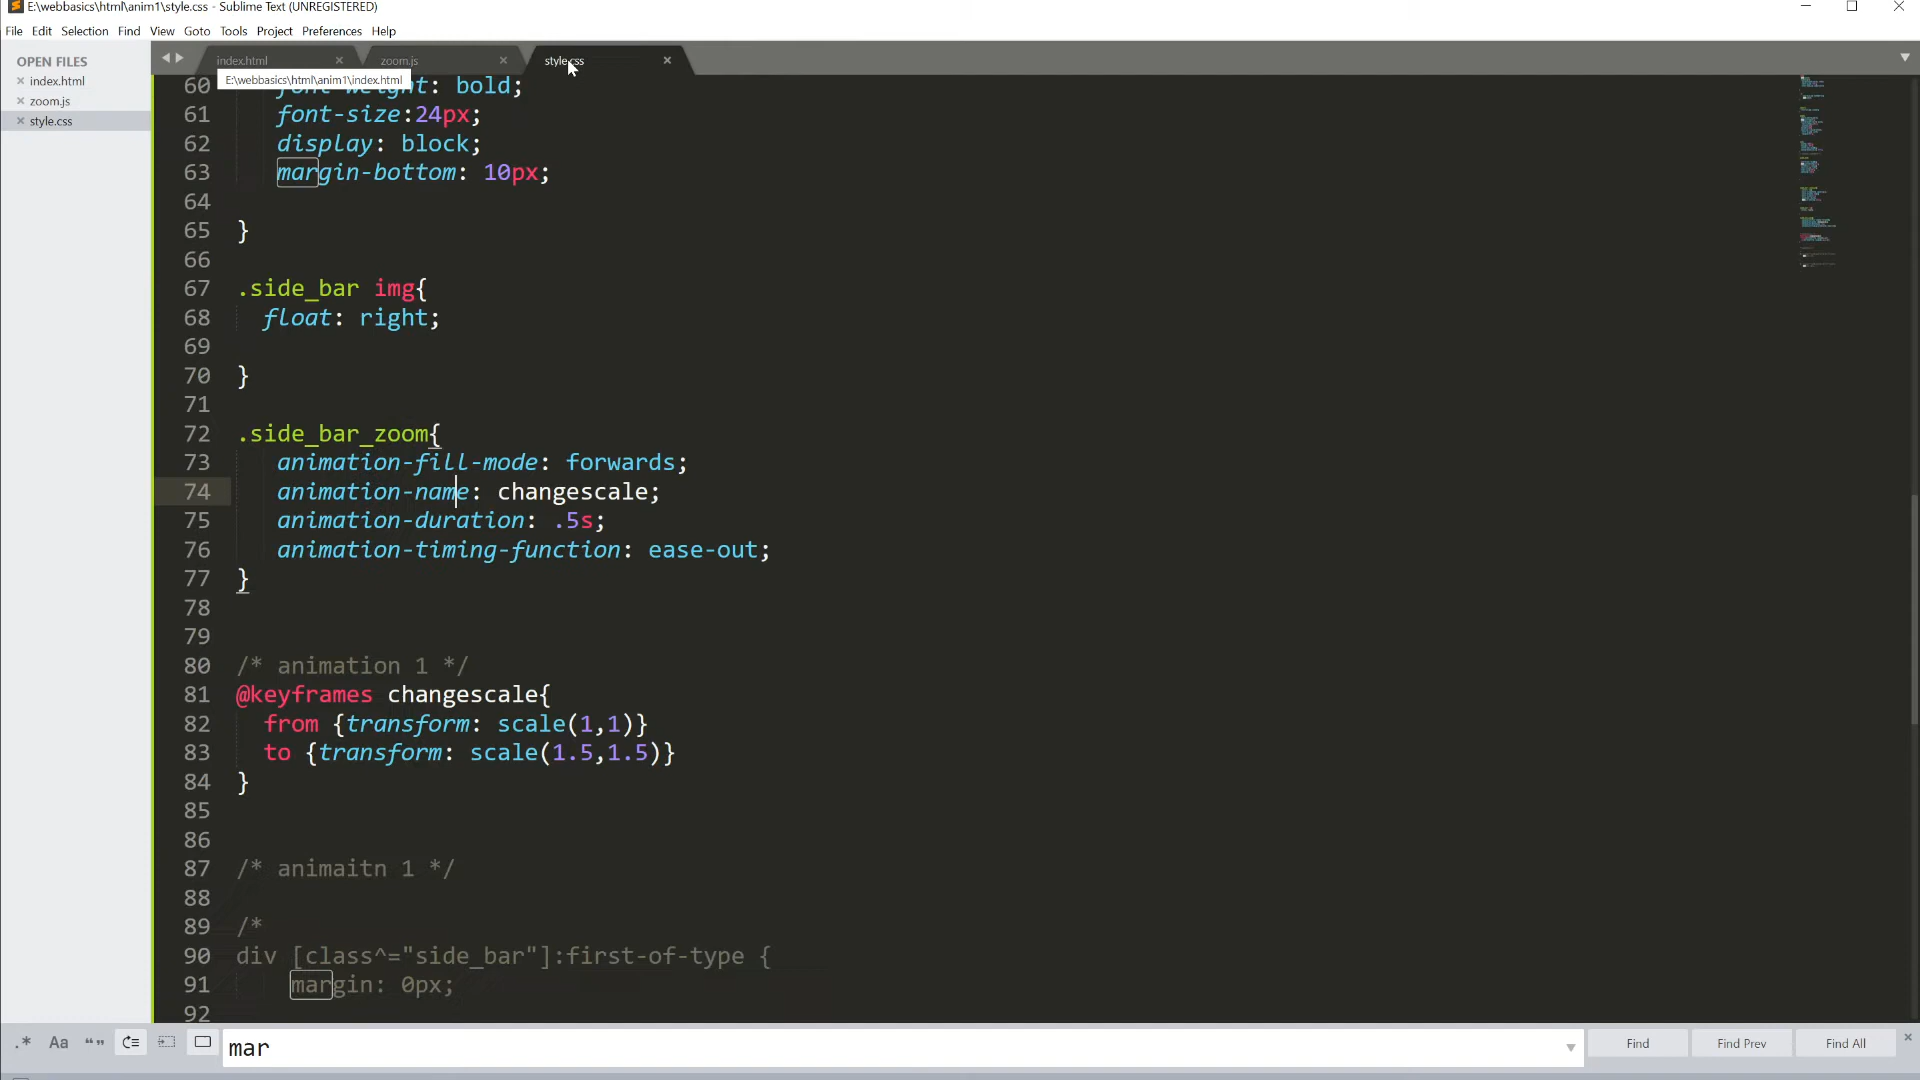 E:\webbasics\html\anim1\style.css - Sublime Text (UNREGISTERED)
File Edit Selection Find View Goto Tools Project Preferences Help
OPEN FILES
index.html
zoom.js
style.css
index.html
zoom.js
style.css
E:\webbasics\html\anim1\index.html
60 font-weight: bold;
61 font-size:24px;
62 display: block;
63 margin-bottom: 10px;
64
65 }
66
67 .side_bar img{
68 float: right;
69
70 }
71
72 .side_bar_zoom{
73 animation-fill-mode: forwards;
74 animation-name: changescale;
75 animation-duration: .5s;
76 animation-timing-function: ease-out;
77 }
78
79
80 /* animation 1 */
81 @keyframes changescale{
82 from {transform: scale(1,1)}
83 to {transform: scale(1.5,1.5)}
84 }
85
86
87 /* animaitn 1 */
88
89 /*
90 div [class^="side_bar"]:first-of-type {
91 margin: 0px;
92
.* Aa “” mar Find Find Prev Find All